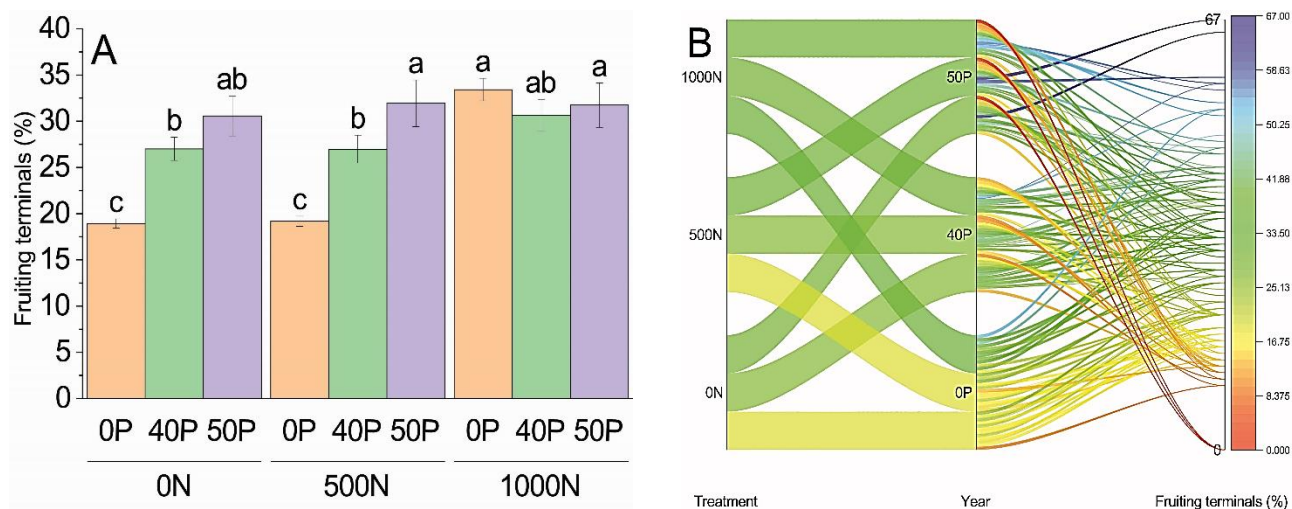 A
40
35
30
25
20
15
10
5
0
Fruiting terminals (%)
c
b
ab
c
b
a
a
ab
a
0P 40P 50P 0P 40P 50P 0P 40P 50P
0N 500N 1000N
B
1000N
500N
0N
50P
40P
0P
67
0
67.00
58.63
50.25
41.88
33.50
25.13
16.75
8.375
0.000
Treatment Year Fruiting terminals (%)